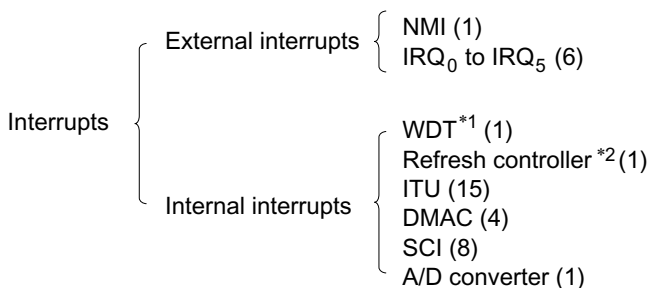 External interrupts
NMI (1)
IRQ0 to IRQ5 (6)
Interrupts
Internal interrupts
WDT*1 (1)
Refresh controller *2 (1)
ITU (15)
DMAC (4)
SCI (8)
A/D converter (1)